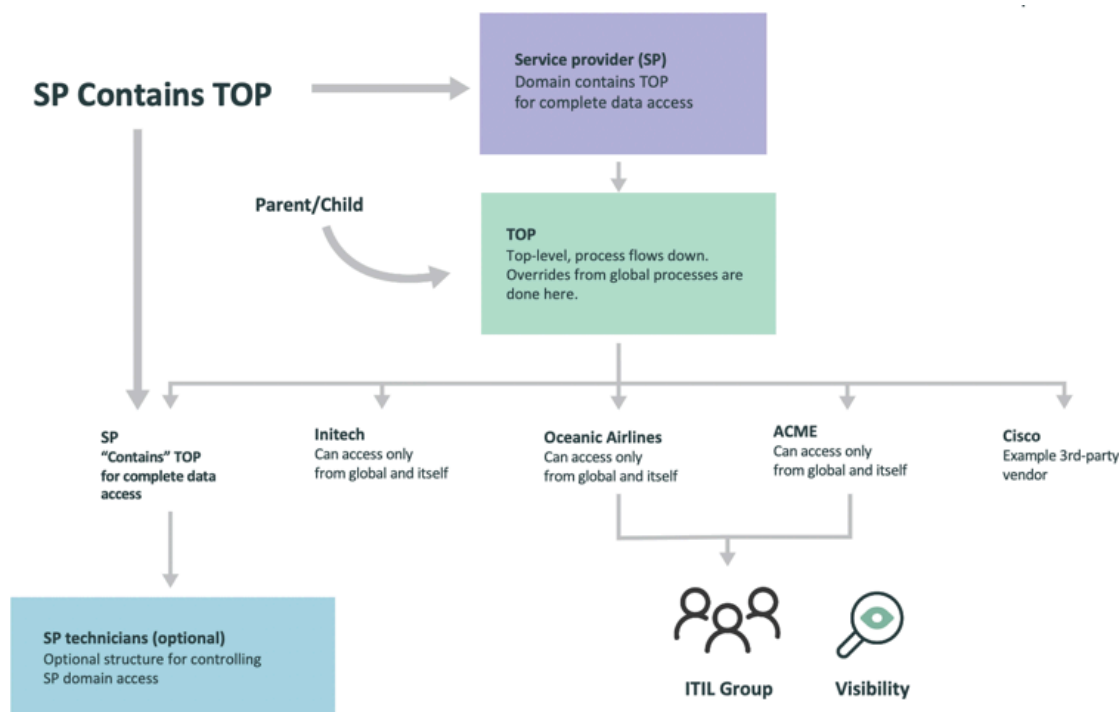 SP Contains TOP
Service provider (SP)
Domain contains TOP
for complete data access
Parent/Child
TOP
Top-level, process flows down.
Overrides from global processes are
done here.
SP
“Contains” TOP
for complete data
access
Initech
Can access only
from global and itself
Oceanic Airlines
Can access only
from global and itself
ACME
Can access only
from global and itself
Cisco
Example 3rd-party
vendor
SP technicians (optional)
Optional structure for controlling
SP domain access
ITIL Group
Visibility